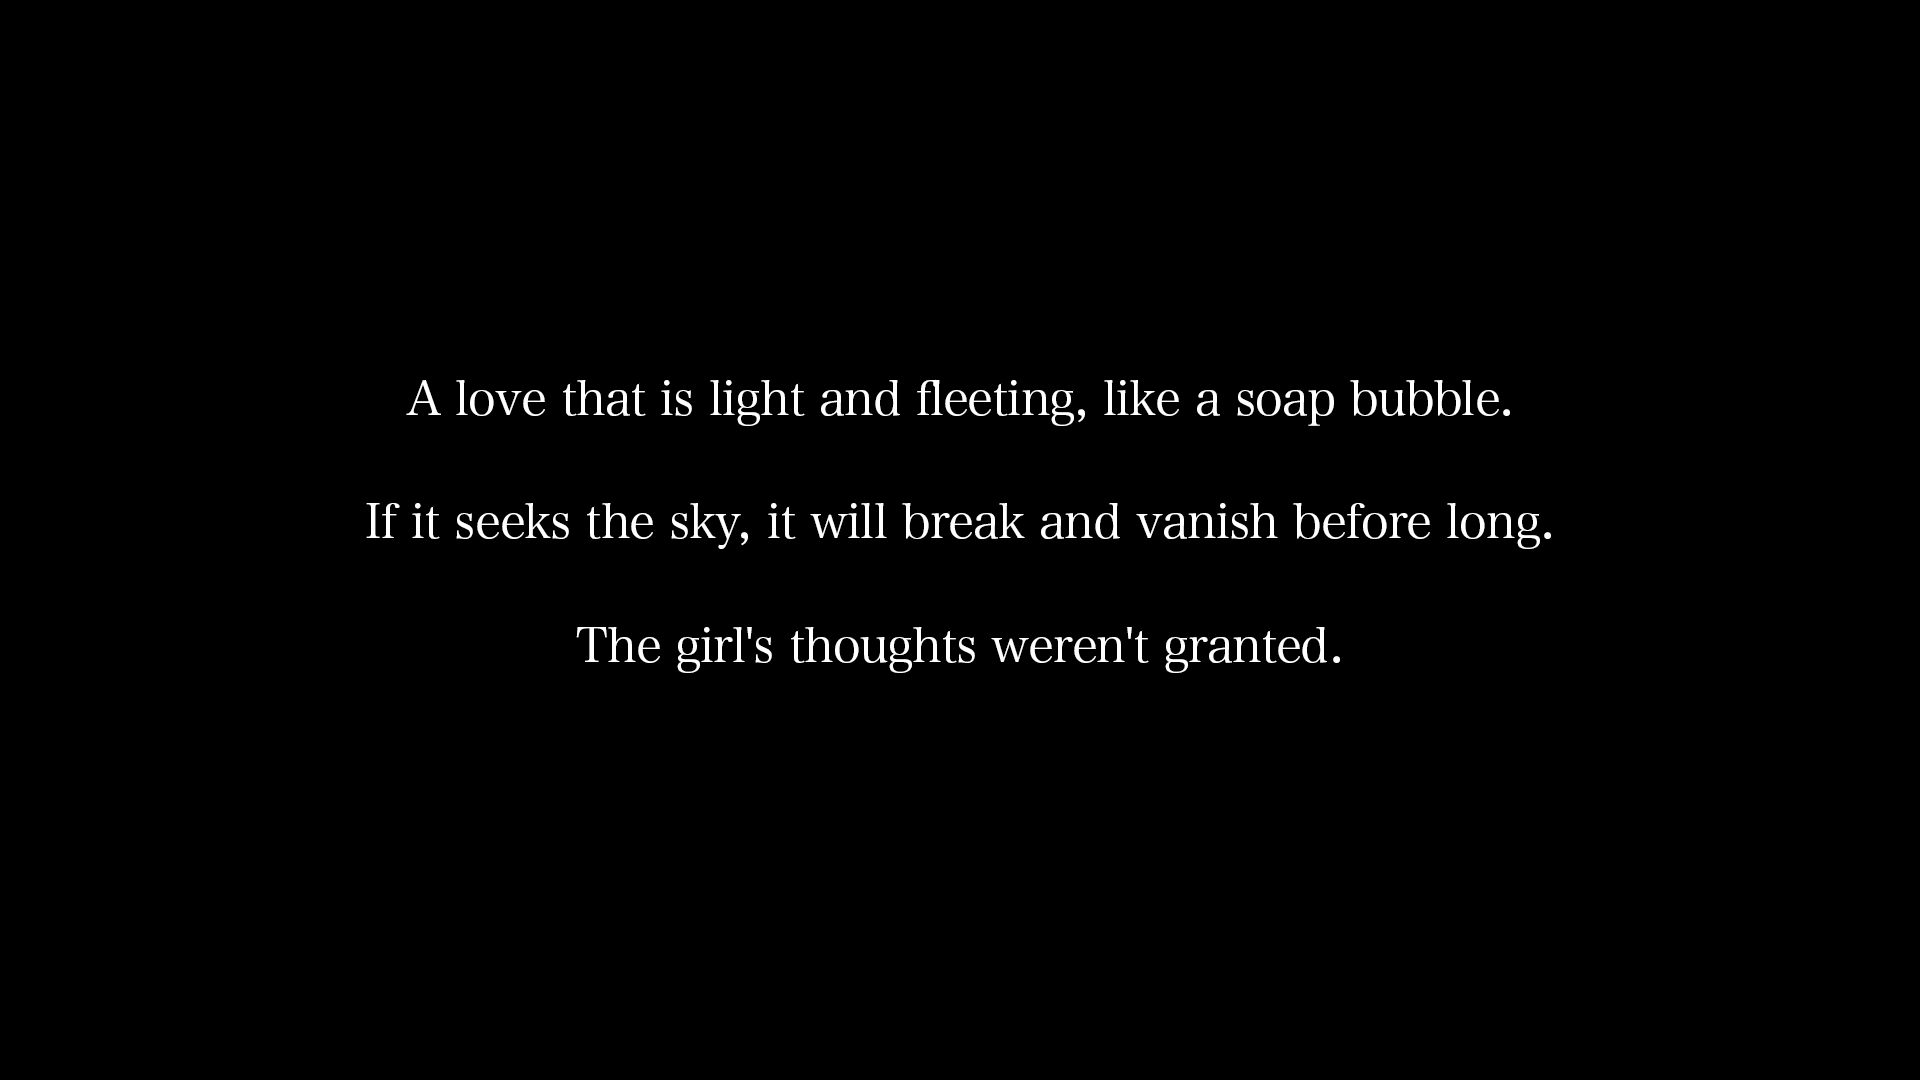 A love that is light and fleeting, like a soap bubble.
If it seeks the sky, it will break and vanish before long.
The girl's thoughts weren't granted.